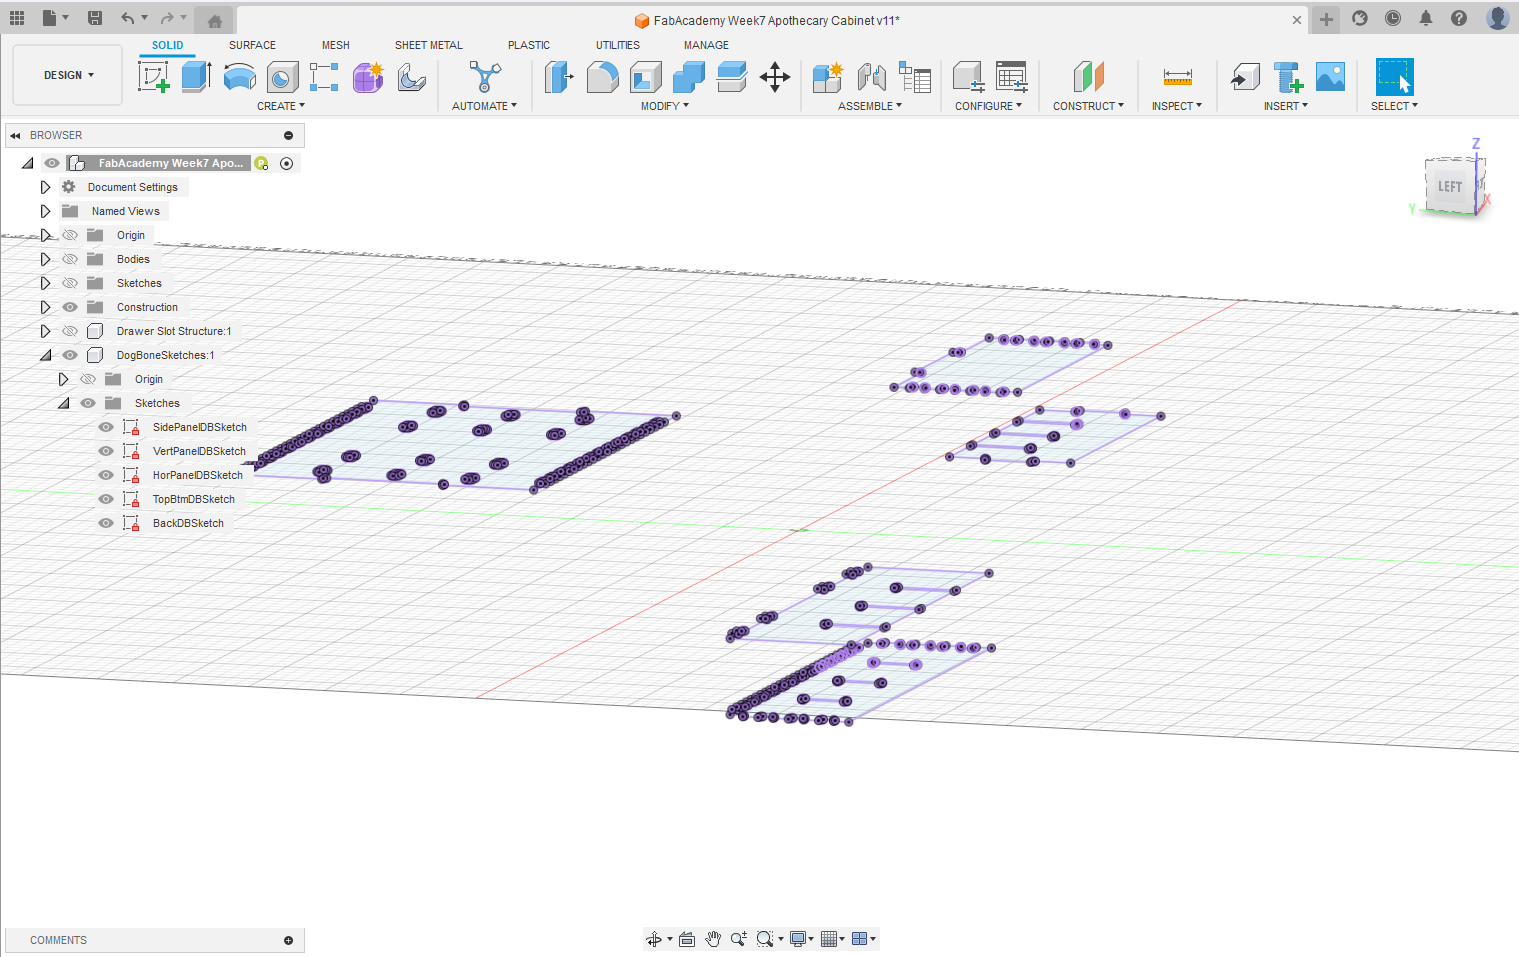 FabAcademy Week7 Apothecary Cabinet v11*
SOLID SURFACE MESH SHEET METAL PLASTIC UTILITIES MANAGE
DESIGN
CREATE AUTOMATE MODIFY ASSEMBLE CONFIGURE CONSTRUCT INSPECT INSERT SELECT
BROWSER
FabAcademy Week7 Apo...
P
Document Settings
Named Views
Origin
Bodies
Sketches
Construction
Drawer Slot Structure:1
DogBoneSketches:1
Origin
Sketches
SidePanelDBSketch
VertPanelDBSketch
HorPanelDBSketch
TopBtmDBSketch
BackDBSketch
Z
LEFT
Y
X
COMMENTS